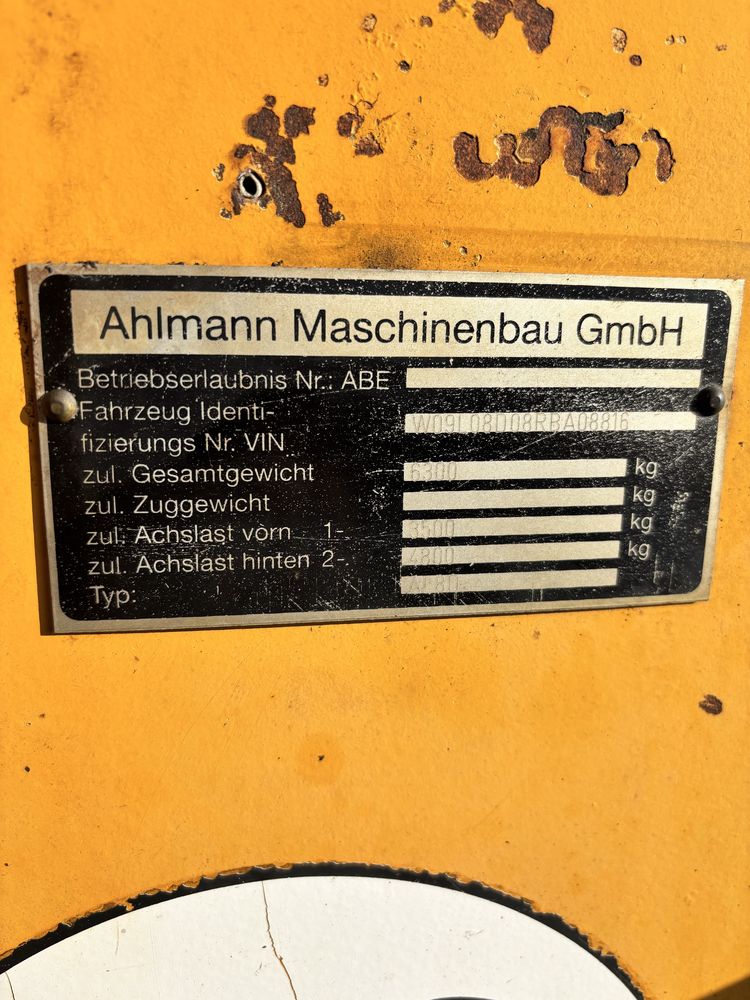 Ahlmann Maschinenbau GmbH
Betriebserlaubnis Nr.: ABE
Fahrzeug Identi-
fizierungs Nr. VIN W09L08D08RBA08816
zul. Gesamtgewicht 6300 kg
zul. Zuggewicht kg
zul. Achslast vorn 1-. 3500 kg
zul. Achslast hinten 2-. 4800 kg
Typ: